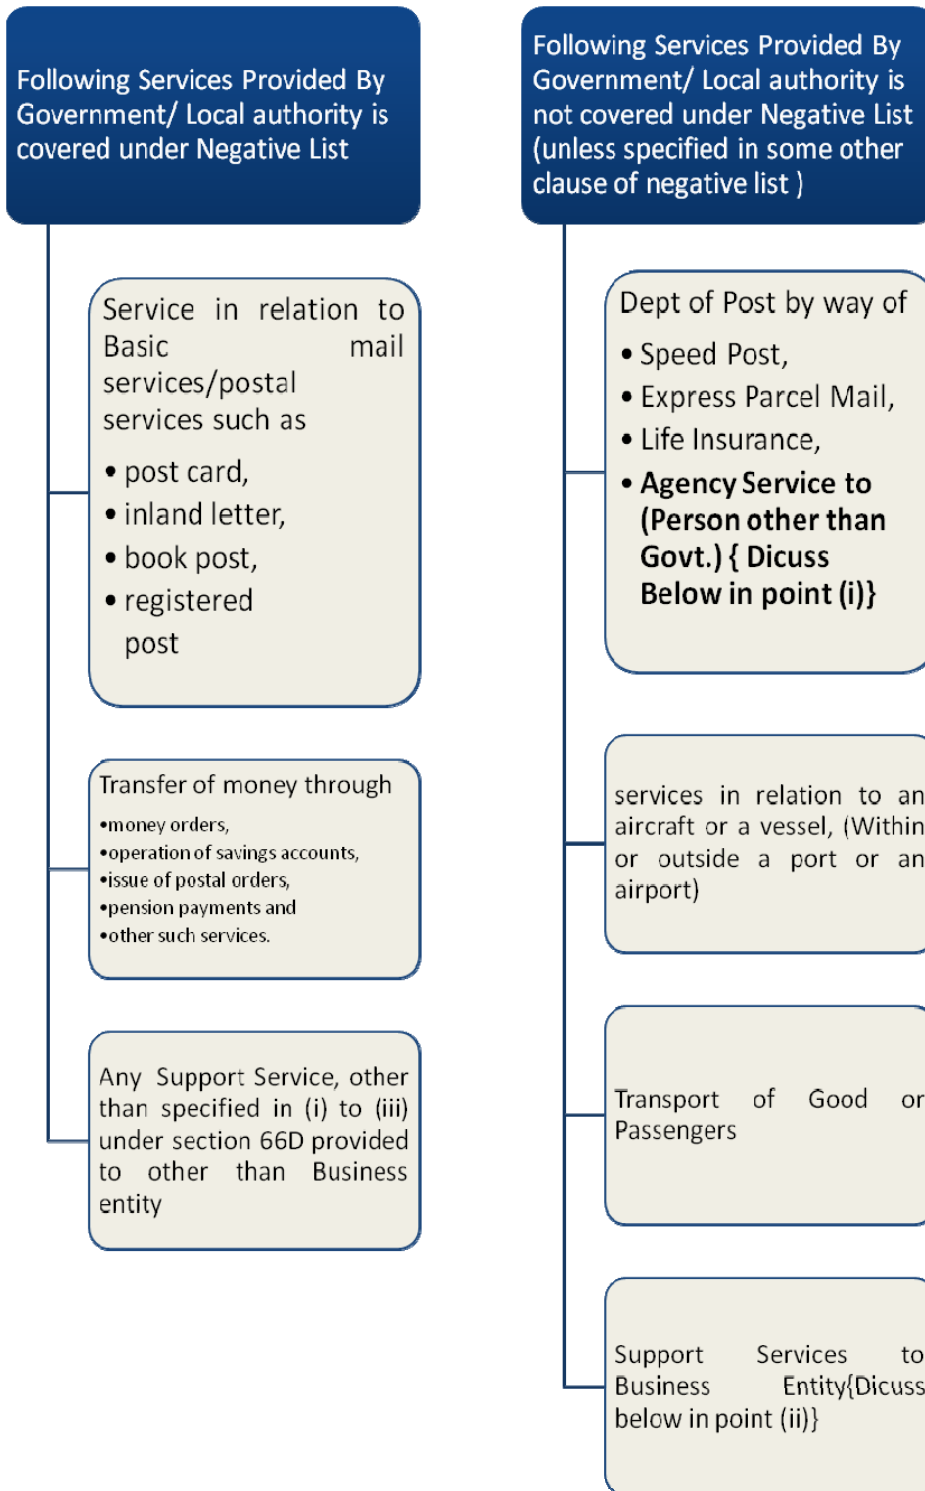 Following Services Provided By
Government/ Local authority is
covered under Negative List
Service in relation to
Basic mail
services/postal
services such as
• post card,
• inland letter,
• book post,
• registered
post
Transfer of money through
•money orders,
•operation of savings accounts,
•issue of postal orders,
•pension payments and
•other such services.
Any Support Service, other
than specified in (i) to (iii)
under section 66D provided
to other than Business
entity
Following Services Provided By
Government/ Local authority is
not covered under Negative List
(unless specified in some other
clause of negative list )
Dept of Post by way of
• Speed Post,
• Express Parcel Mail,
• Life Insurance,
• Agency Service to
(Person other than
Govt.) { Dicuss
Below in point (i)}
services in relation to an
aircraft or a vessel, (Within
or outside a port or an
airport)
Transport of Good or
Passengers
Support Services to
Business Entity{Dicuss
below in point (ii)}